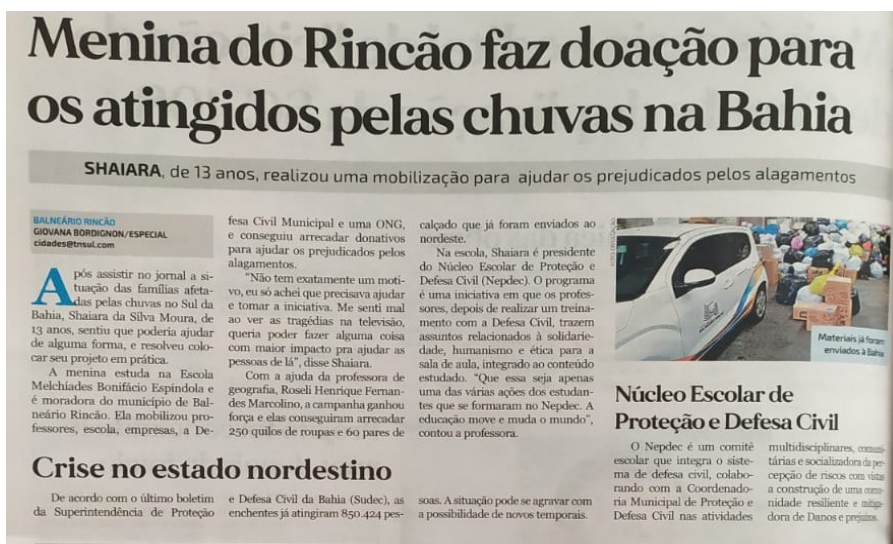 Menina do Rincão faz doação para
os atingidos pelas chuvas na Bahia
SHAIARA, de 13 anos, realizou uma mobilização para ajudar os prejudicados pelos alagamentos
BALNEÁRIO RINCÃO
GIOVANA BORDIGNON/ESPECIAL
cidades@tnsul.com
Após assistir no jornal a si-
tuação das famílias afeta-
das pelas chuvas no Sul da
Bahia, Shaiara da Silva Moura, de
13 anos, sentiu que poderia ajudar
de alguma forma, e resolveu colo-
car seu projeto em prática.
A menina estuda na Escola
Melchíades Bonifácio Espíndola e
é moradora do município de Bal-
neário Rincão. Ela mobilizou pro-
fessores, escola, empresas, a De-
fesa Civil Municipal e uma ONG,
e conseguiu arrecadar donativos
para ajudar os prejudicados pelos
alagamentos.
"Não tem exatamente um moti-
vo, eu só achei que precisava ajudar
e tomar a iniciativa. Me senti mal
ao ver as tragédias na televisão,
queria poder fazer alguma coisa
com maior impacto pra ajudar as
pessoas de lá", disse Shaiara.
Com a ajuda da professora de
geografia, Roseli Henrique Fernan-
des Marcolino, a campanha ganhou
força e elas conseguiram arrecadar
250 quilos de roupas e 60 pares de
calçado que já foram enviados ao
nordeste.
Na escola, Shaiara é presidente
do Núcleo Escolar de Proteção e
Defesa Civil (Nepdec). O programa
é uma iniciativa em que os profes-
sores, depois de realizar um treina-
mento com a Defesa Civil, trazem
assuntos relacionados à solidarie-
dade, humanismo e ética para a
sala de aula, integrado ao conteúdo
estudado. "Que essa seja apenas
uma das várias ações dos estudan-
tes que se formaram no Nepdec. A
educação move e muda o mundo",
contou a professora.
Materiais já foram
enviados à Bahia
Núcleo Escolar de
Proteção e Defesa Civil
O Nepdec é um comitê
escolar que integra o siste-
ma de defesa civil, colabo-
rando com a Coordenado-
ria Municipal de Proteção e
Defesa Civil nas atividades
multidisciplinares, comuni-
tárias e socializadora da per-
cepção de riscos com vistas
a construção de uma comu-
nidade resiliente e mitiga-
dora de Danos e prejuízos.
Crise no estado nordestino
De acordo com o último boletim
da Superintendência de Proteção
e Defesa Civil da Bahia (Sudec), as
enchentes já atingiram 850.424 pes-
soas. A situação pode se agravar com
a possibilidade de novos temporais.